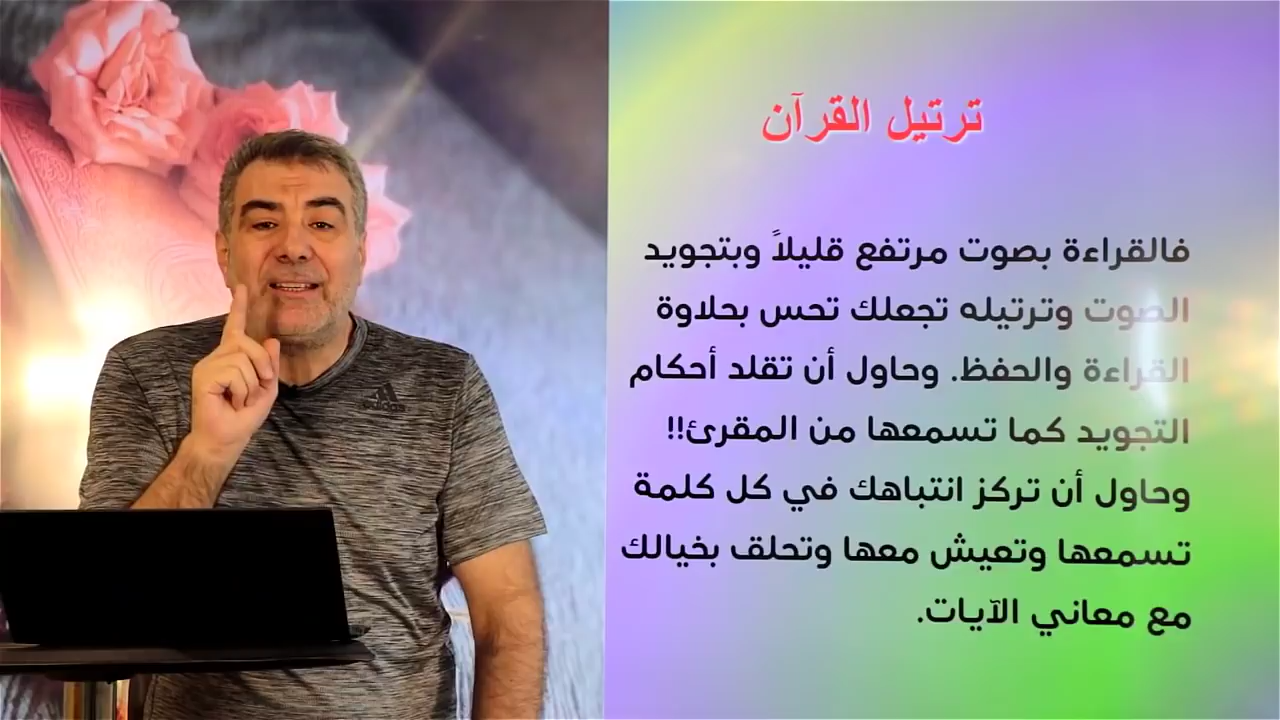 ترتيل القرآن
فالقراءة بصوت مرتفع قليلاً وبتجويد
الصوت وترتيله تجعلك تحس بحلاوة
القراءة والحفظ. وحاول أن تقلد أحكام
التجويد كما تسمعها من المقرئ!!
وحاول أن تركز انتباهك في كل كلمة
تسمعها وتعيش معها وتحلق بخيالك
مع معاني الآيات.
adidas